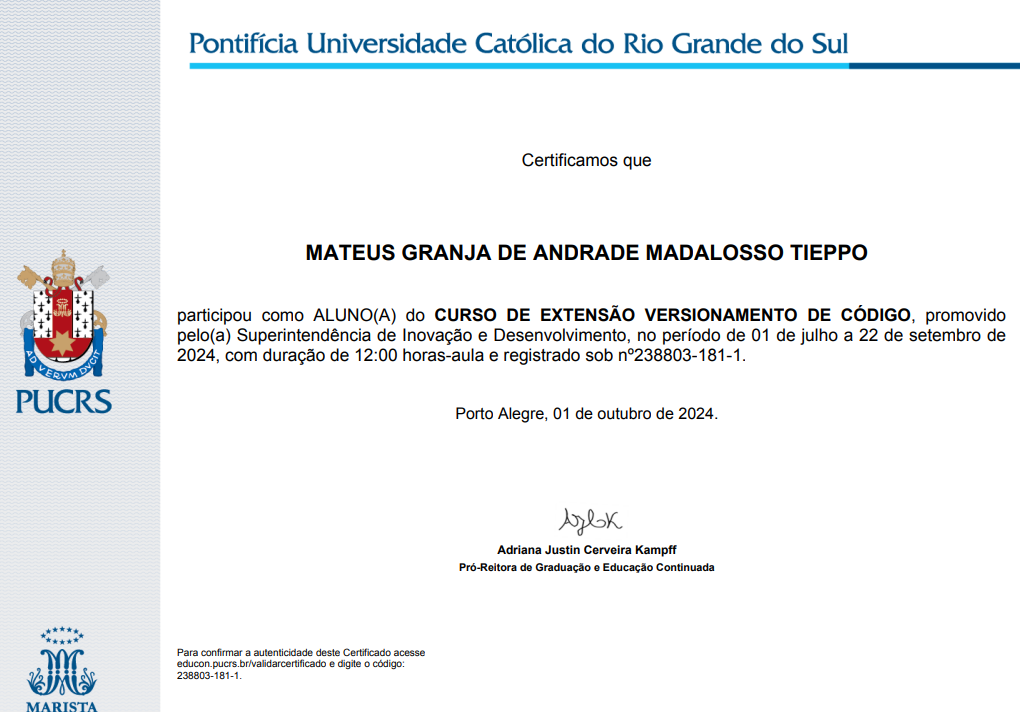 Pontifícia Universidade Católica do Rio Grande do Sul
Certificamos que
MATEUS GRANJA DE ANDRADE MADALOSSO TIEPPO
participou como ALUNO(A) do CURSO DE EXTENSÃO VERSIONAMENTO DE CÓDIGO, promovido
pelo(a) Superintendência de Inovação e Desenvolvimento, no período de 01 de julho a 22 de setembro de
2024, com duração de 12:00 horas-aula e registrado sob nº238803-181-1.
Porto Alegre, 01 de outubro de 2024.
Adriana Justin Cerveira Kampff
Pró-Reitora de Graduação e Educação Continuada
Para confirmar a autenticidade deste Certificado acesse
educon.pucrs.br/validarcertificado e digite o código:
238803-181-1.
AD VERVM DVCIT
PUCRS
MARISTA